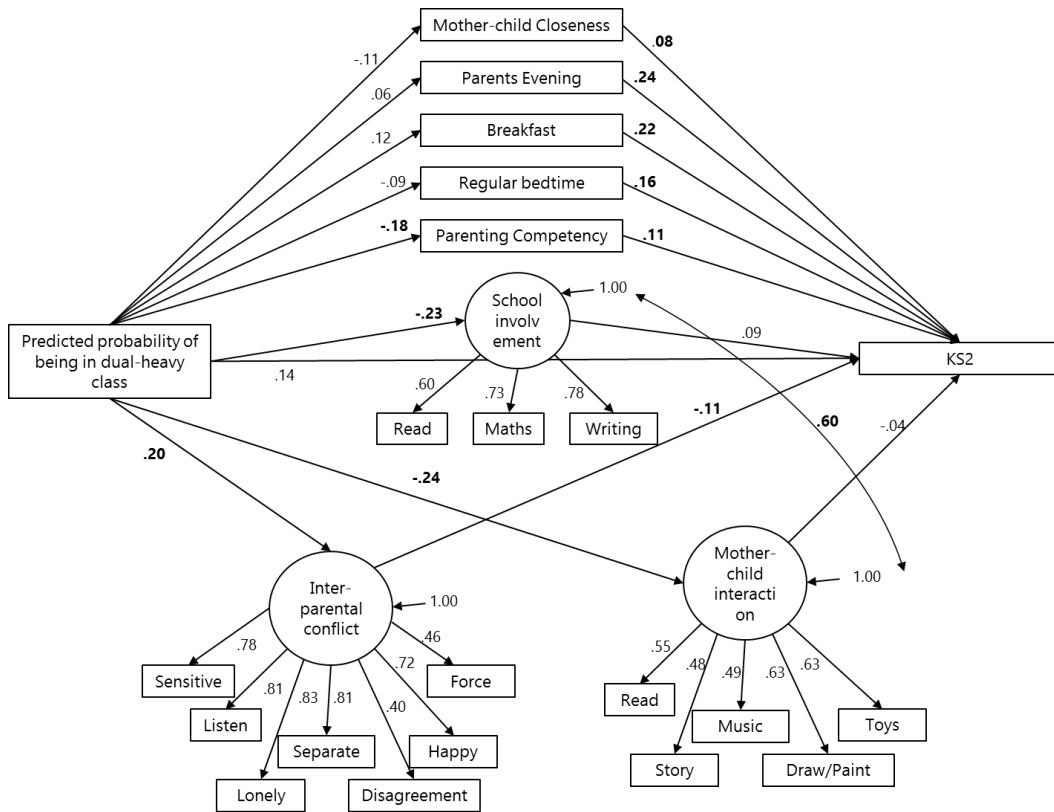 Mother-child Closeness
.08
-.11
Parents Evening
.24
.06
Breakfast
.22
.12
Regular bedtime
.16
-.09
Parenting Competency
.11
-.18
School
involv
ement
1.00
-.23
.09
Predicted probability of
being in dual-heavy
class
KS2
.14
.60
.73
.78
Read
Maths
Writing
-.11
.60
-.04
.20
-.24
Inter-
parental
conflict
1.00
Mother-
child
interacti
on
1.00
.78
.81
.83
.81
.40
.72
.46
Sensitive
Listen
Lonely
Separate
Disagreement
Happy
Force
.55
.48
.49
.63
.63
Read
Story
Music
Draw/Paint
Toys